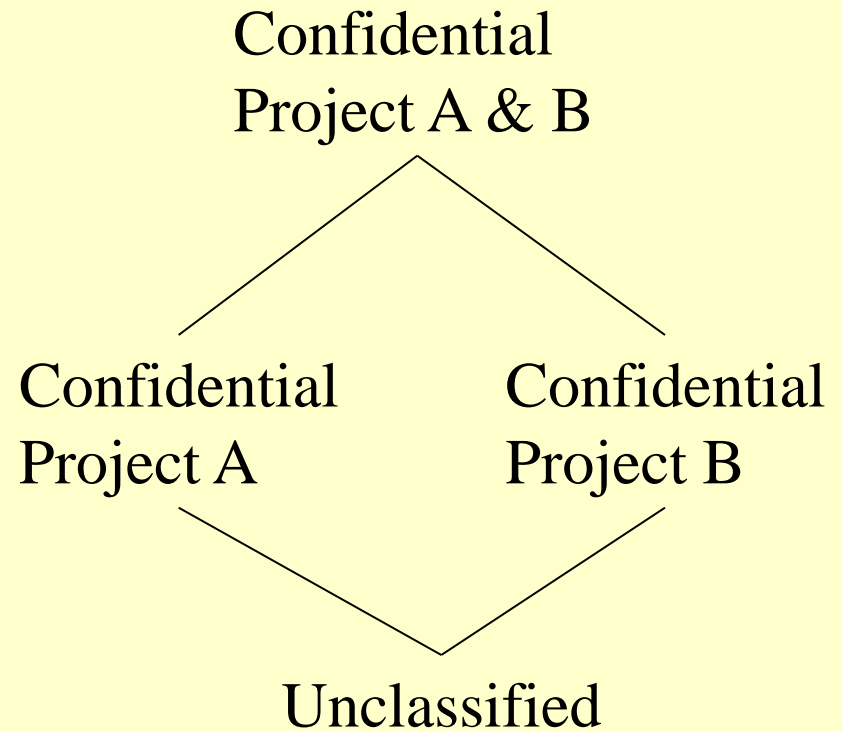 Confidential
Project A & B
Confidential
Project A
Confidential
Project B
Unclassified